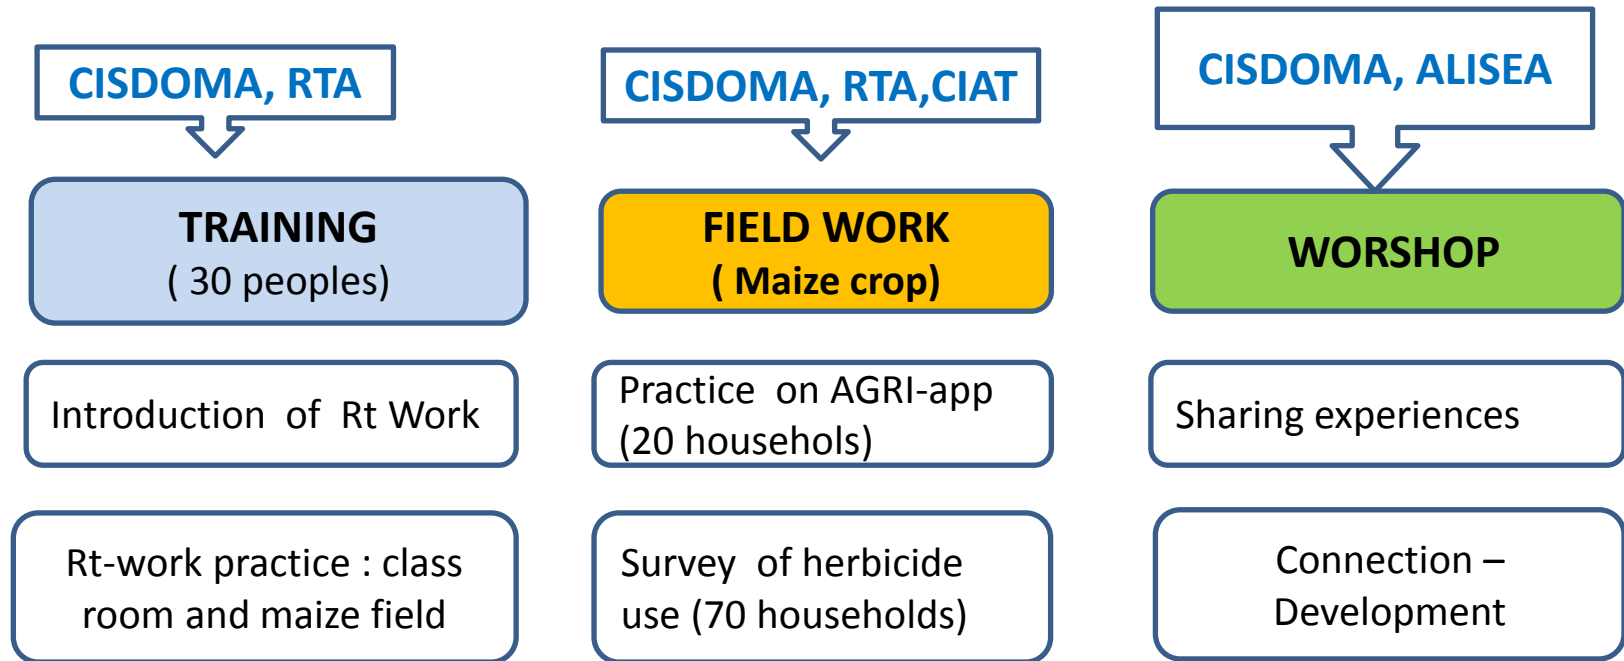 CISDOMA, RTA
TRAINING
( 30 peoples)
Introduction of Rt Work
Rt-work practice : class
room and maize field
CISDOMA, RTA,CIAT
FIELD WORK
( Maize crop)
Practice on AGRI-app
(20 househols)
Survey of herbicide
use (70 households)
CISDOMA, ALISEA
WORSHOP
Sharing experiences
Connection –
Development